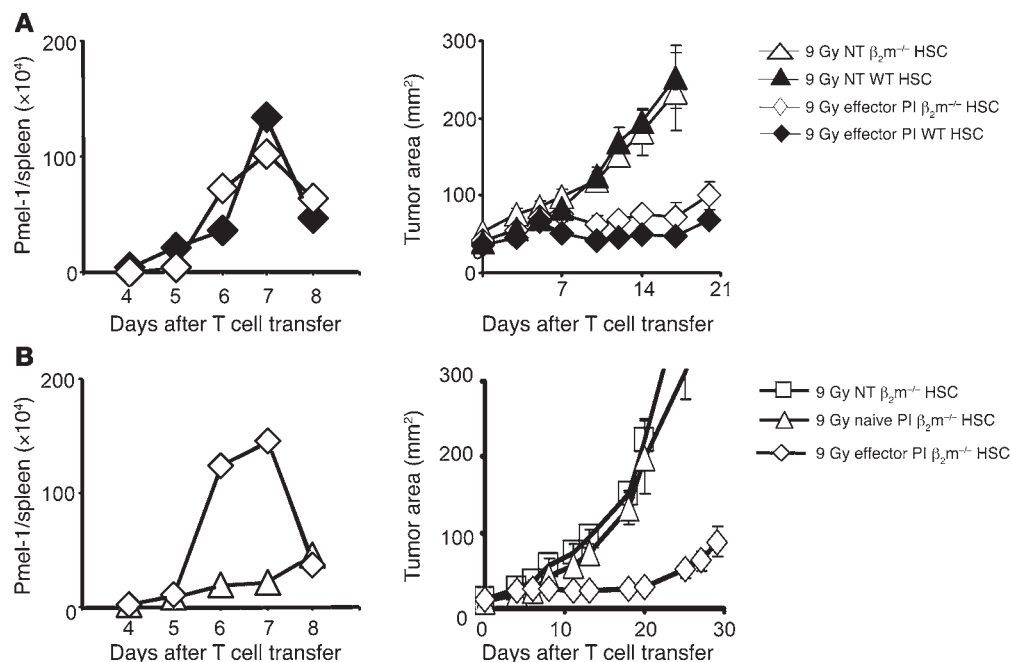 A
200
100
0
4 5 6 7 8
Pmel-1/spleen (×10⁴)
Days after T cell transfer
300
200
100
0
7 14 21
Tumor area (mm²)
Days after T cell transfer
9 Gy NT β₂m⁻/⁻ HSC
9 Gy NT WT HSC
9 Gy effector PI β₂m⁻/⁻ HSC
9 Gy effector PI WT HSC
B
200
100
0
4 5 6 7 8
Pmel-1/spleen (×10⁴)
Days after T cell transfer
300
200
100
0
0 10 20 30
Tumor area (mm²)
Days after T cell transfer
9 Gy NT β₂m⁻/⁻ HSC
9 Gy naive PI β₂m⁻/⁻ HSC
9 Gy effector PI β₂m⁻/⁻ HSC